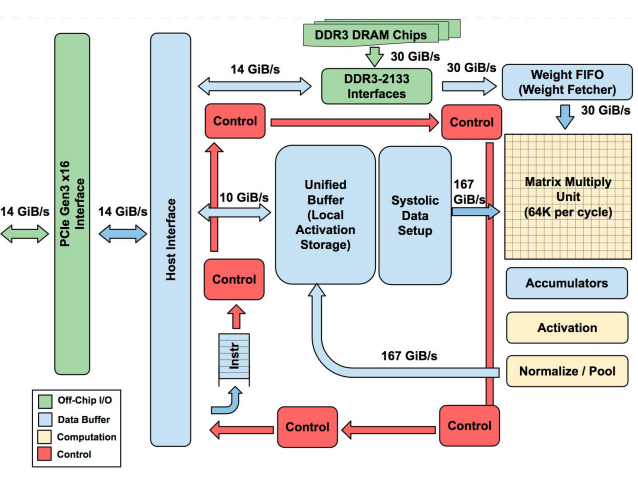 DDR3 DRAM Chips
30 GiB/s
14 GiB/s
DDR3-2133
Interfaces
30 GiB/s
Weight FIFO
(Weight Fetcher)
30 GiB/s
Control
Control
PCIe Gen3 x16
Interface
Host Interface
14 GiB/s
14 GiB/s
10 GiB/s
Unified
Buffer
(Local
Activation
Storage)
Systolic
Data
Setup
167
GiB/s
Matrix Multiply
Unit
(64K per cycle)
Control
Accumulators
Activation
Instr
167 GiB/s
Normalize / Pool
Off-Chip I/O
Data Buffer
Computation
Control
Control
Control